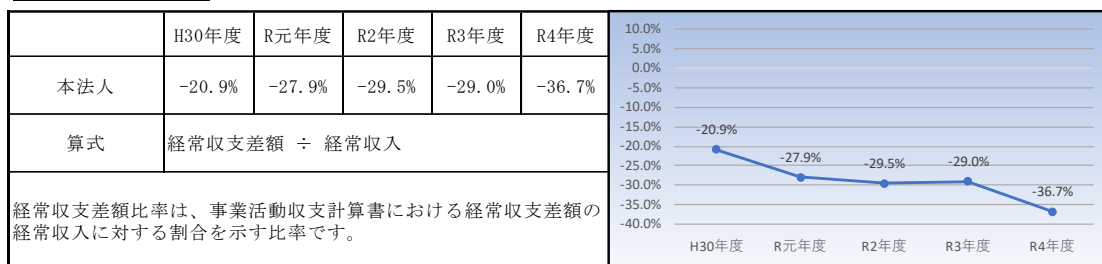 H30年度 R元年度 R2年度 R3年度 R4年度
本法人 -20.9% -27.9% -29.5% -29.0% -36.7%
算式 経常収支差額 ÷ 経常収入
経常収支差額比率は、事業活動収支計算書における経常収支差額の
経常収入に対する割合を示す比率です。
10.0%
5.0%
0.0%
-5.0%
-10.0%
-15.0%
-20.0%
-25.0%
-30.0%
-35.0%
-40.0%
-20.9%
-27.9%
-29.5%
-29.0%
-36.7%
H30年度 R元年度 R2年度 R3年度 R4年度